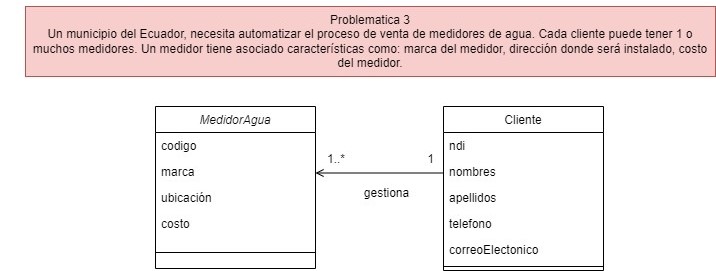 Problematica 3
Un municipio del Ecuador, necesita automatizar el proceso de venta de medidores de agua. Cada cliente puede tener 1 o
muchos medidores. Un medidor tiene asociado características como: marca del medidor, dirección donde será instalado, costo
del medidor.
MedidorAgua
codigo
marca
ubicación
costo
1..*
1
gestiona
Cliente
ndi
nombres
apellidos
telefono
correoElectonico